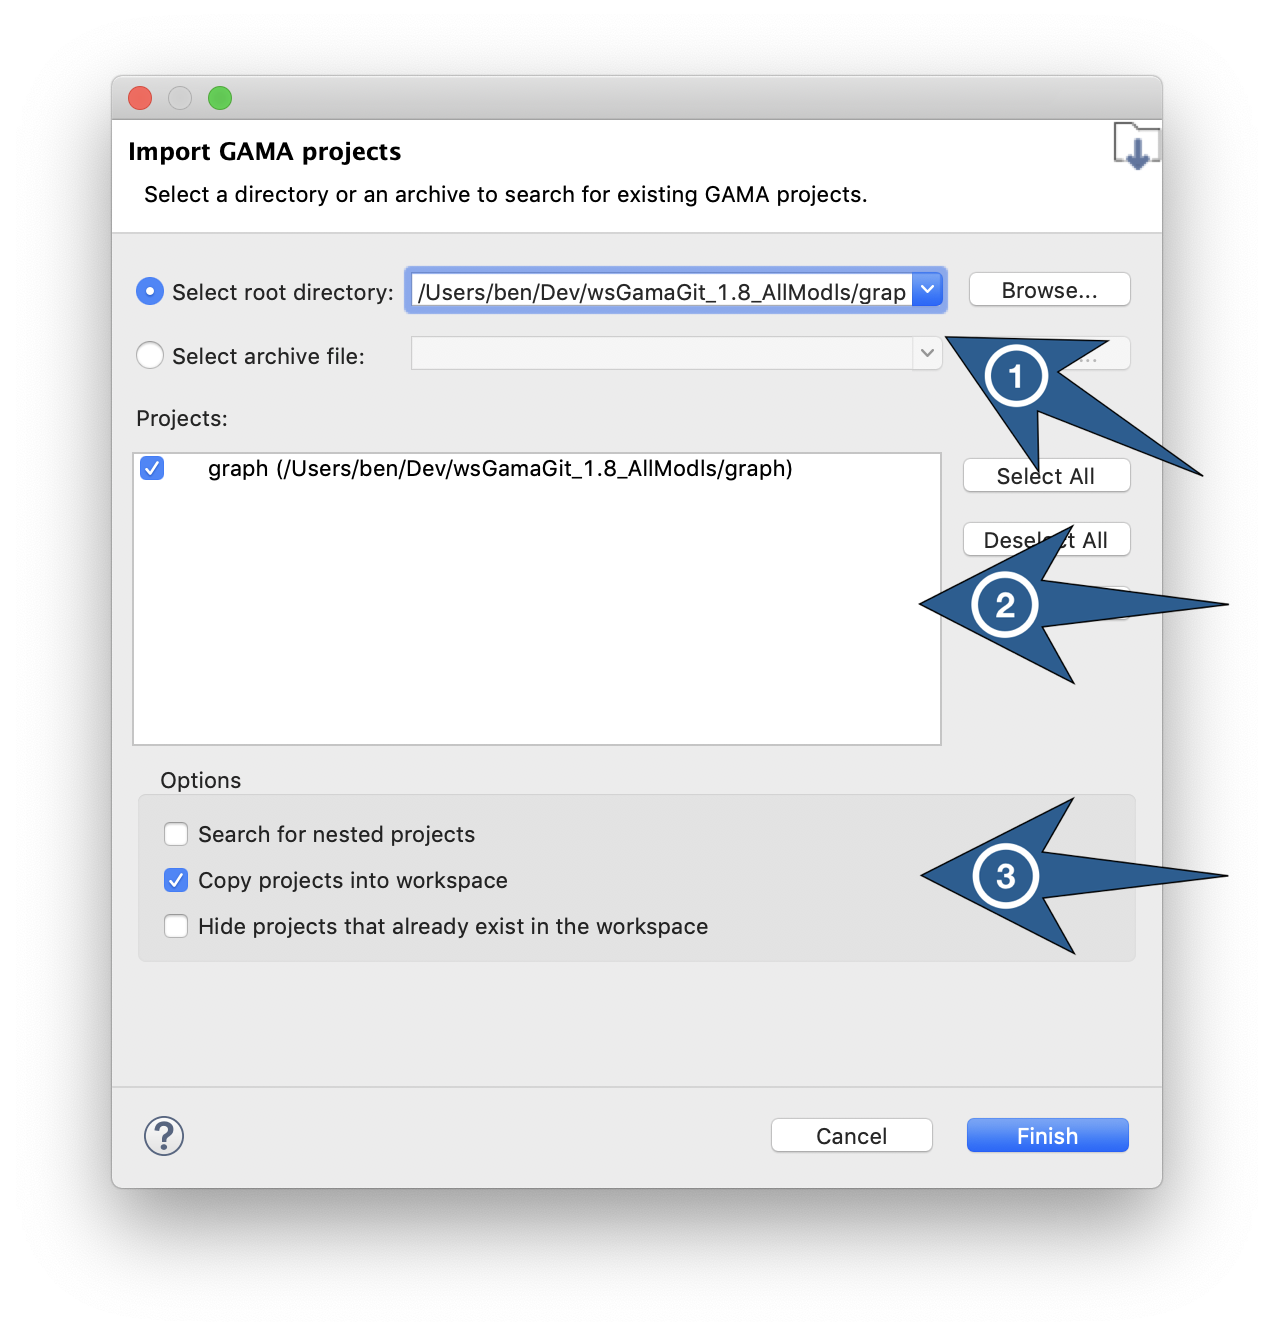 Import GAMA projects
Select a directory or an archive to search for existing GAMA projects.
Select root directory: /Users/ben/Dev/wsGamaGit_1.8_AllModls/grap Browse...
Select archive file:
1
Projects:
graph (/Users/ben/Dev/wsGamaGit_1.8_AllModls/graph)
Select All
Deselect All
2
Options
Search for nested projects
Copy projects into workspace
3
Hide projects that already exist in the workspace
? Cancel Finish